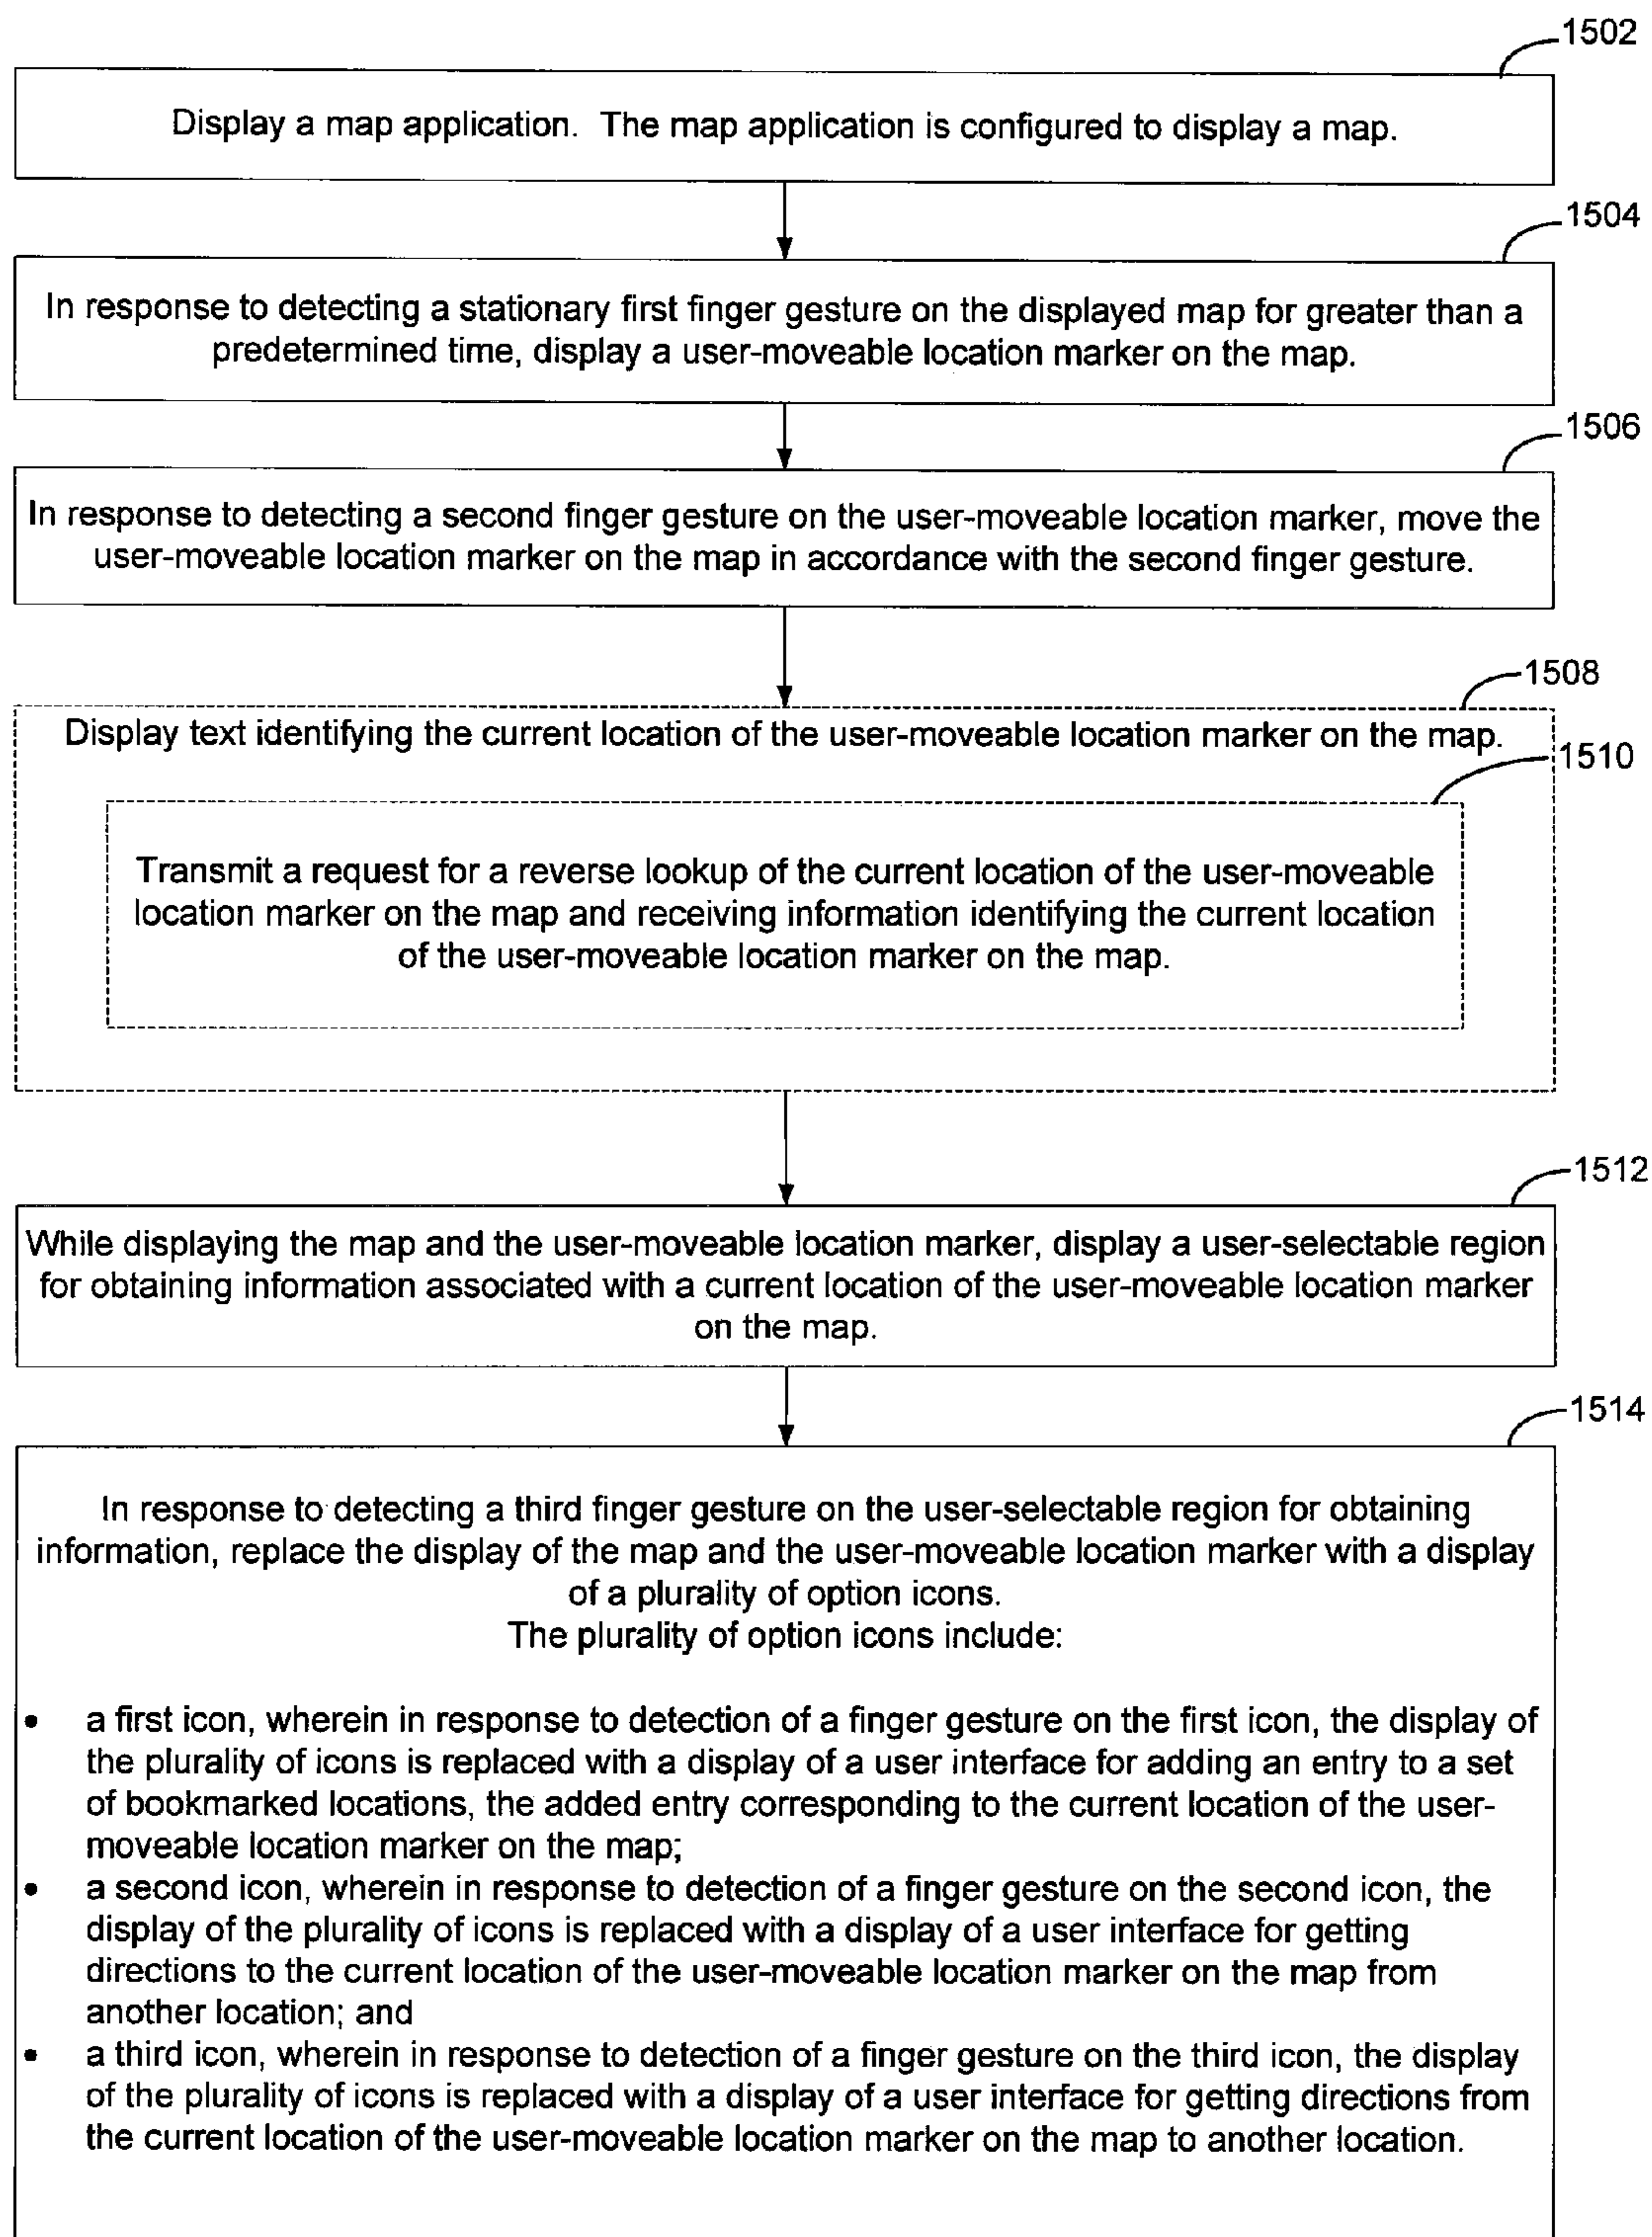 1502
Display a map application. The map application is configured to display a map.
1504
In response to detecting a stationary first finger gesture on the displayed map for greater than a
predetermined time, display a user-moveable location marker on the map.
1506
In response to detecting a second finger gesture on the user-moveable location marker, move the
user-moveable location marker on the map in accordance with the second finger gesture.
1508
Display text identifying the current location of the user-moveable location marker on the map.
1510
Transmit a request for a reverse lookup of the current location of the user-moveable
location marker on the map and receiving information identifying the current location
of the user-moveable location marker on the map.
1512
While displaying the map and the user-moveable location marker, display a user-selectable region
for obtaining information associated with a current location of the user-moveable location marker
on the map.
1514
In response to detecting a third finger gesture on the user-selectable region for obtaining
information, replace the display of the map and the user-moveable location marker with a display
of a plurality of option icons.
The plurality of option icons include:
• a first icon, wherein in response to detection of a finger gesture on the first icon, the display of
the plurality of icons is replaced with a display of a user interface for adding an entry to a set
of bookmarked locations, the added entry corresponding to the current location of the user-
moveable location marker on the map;
• a second icon, wherein in response to detection of a finger gesture on the second icon, the
display of the plurality of icons is replaced with a display of a user interface for getting
directions to the current location of the user-moveable location marker on the map from
another location; and
• a third icon, wherein in response to detection of a finger gesture on the third icon, the display
of the plurality of icons is replaced with a display of a user interface for getting directions from
the current location of the user-moveable location marker on the map to another location.